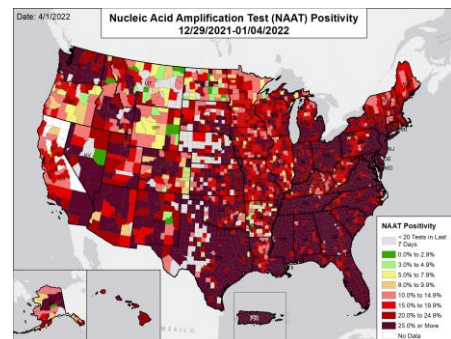 Date: 4/1/2022
Nucleic Acid Amplification Test (NAAT) Positivity
12/29/2021-01/04/2022
NAAT Positivity
< 20 Tests in Last
7 Days
0.0% to 2.9%
3.0% to 4.9%
5.0% to 7.9%
8.0% to 9.9%
10.0% to 14.9%
15.0% to 19.9%
20.0% to 24.9%
25.0% or More
No Data
MEXICO
PR